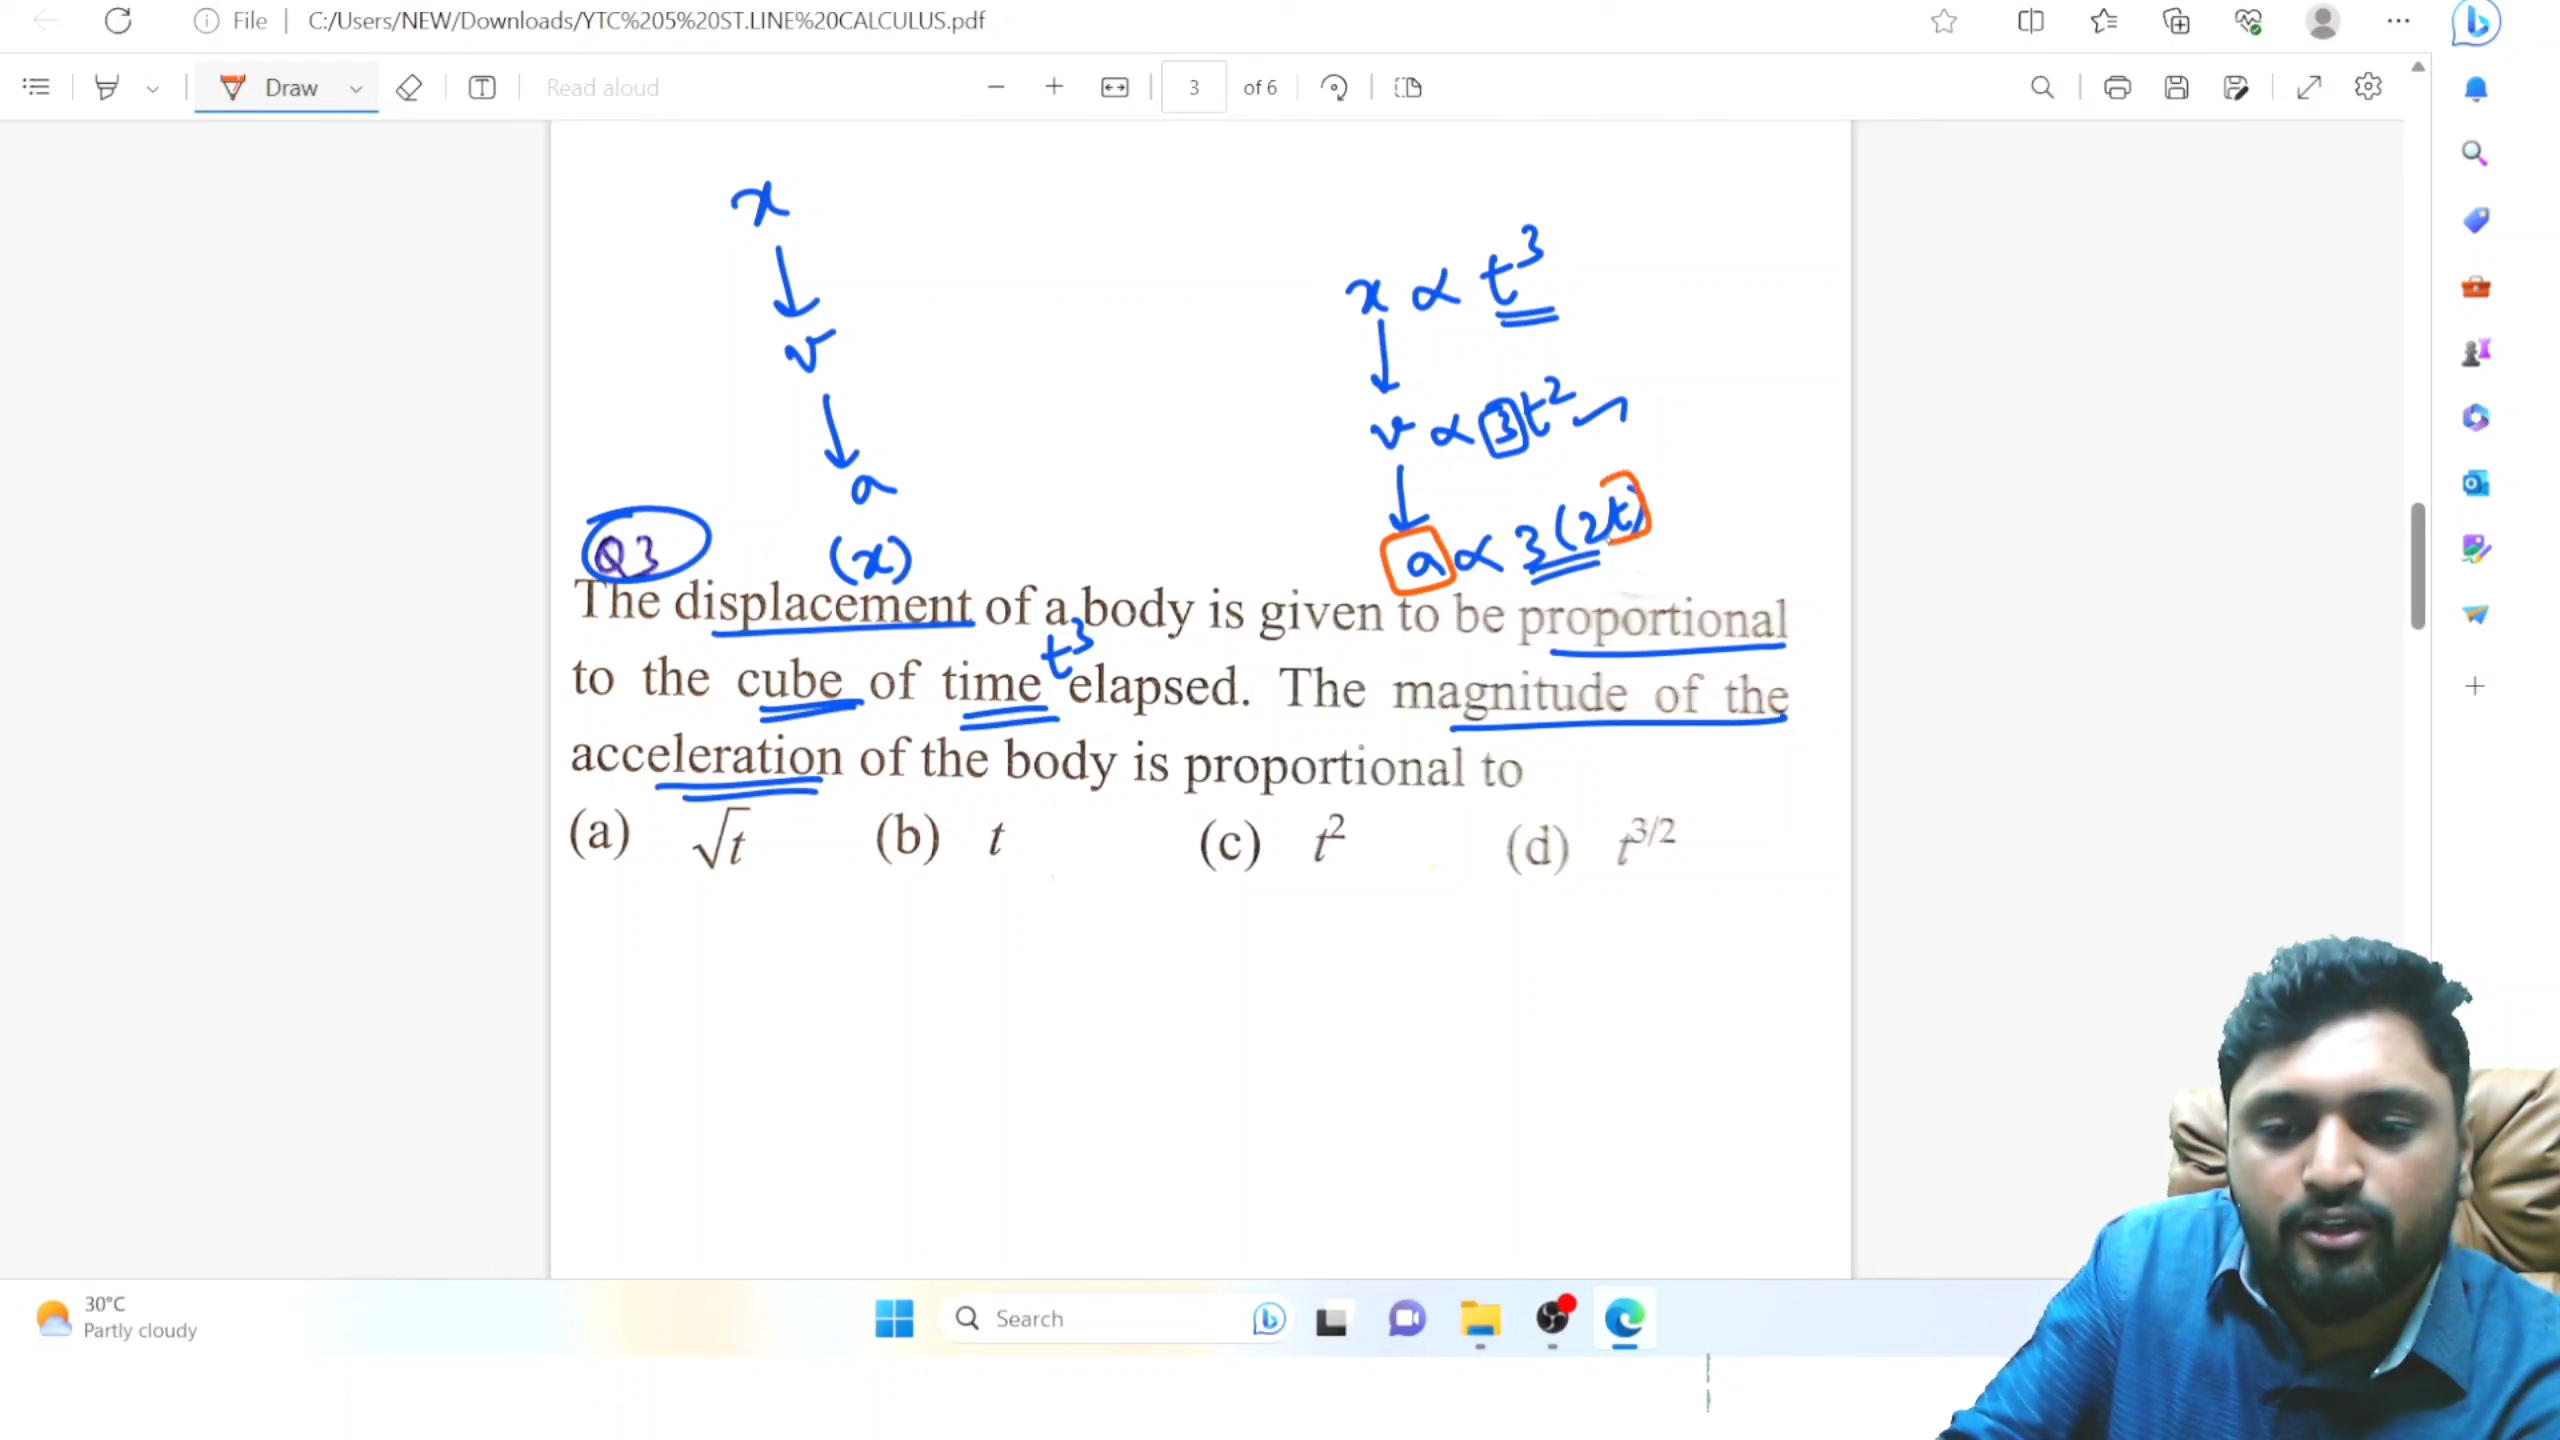 File | C:/Users/NEW/Downloads/YTC%205%20ST.LINE%20CALCULUS.pdf
Draw Read aloud 3 of 6
x
v
a
(x)
x ∝ t³
v ∝ 3t²
a ∝ 3(2t)
Q3
The displacement of a body is given to be proportional
t³
to the cube of time elapsed. The magnitude of the
acceleration of the body is proportional to
(a) √t (b) t (c) t² (d) t^{3/2}
30°C
Partly cloudy
Search